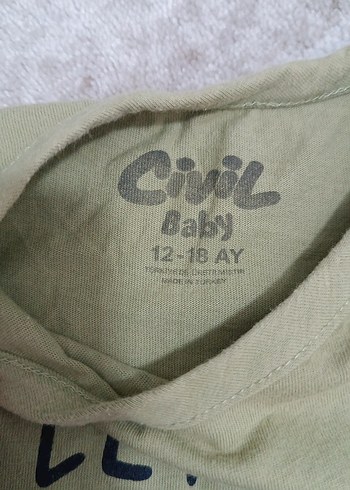 Civil
Baby
12-18 AY
TÜRKİYE'DE ÜRETİLMİŞTİR
MADE IN TURKEY